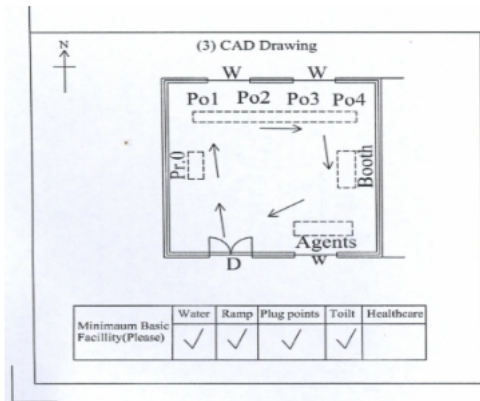 N
(3) CAD Drawing
W W
Po1 Po2 Po3 Po4
Pr.0
Booth
Agents
D w
Water Ramp Plug points Toilt Healthcare
Minimaum Basic
Facillity(Please) ✓ ✓ ✓ ✓